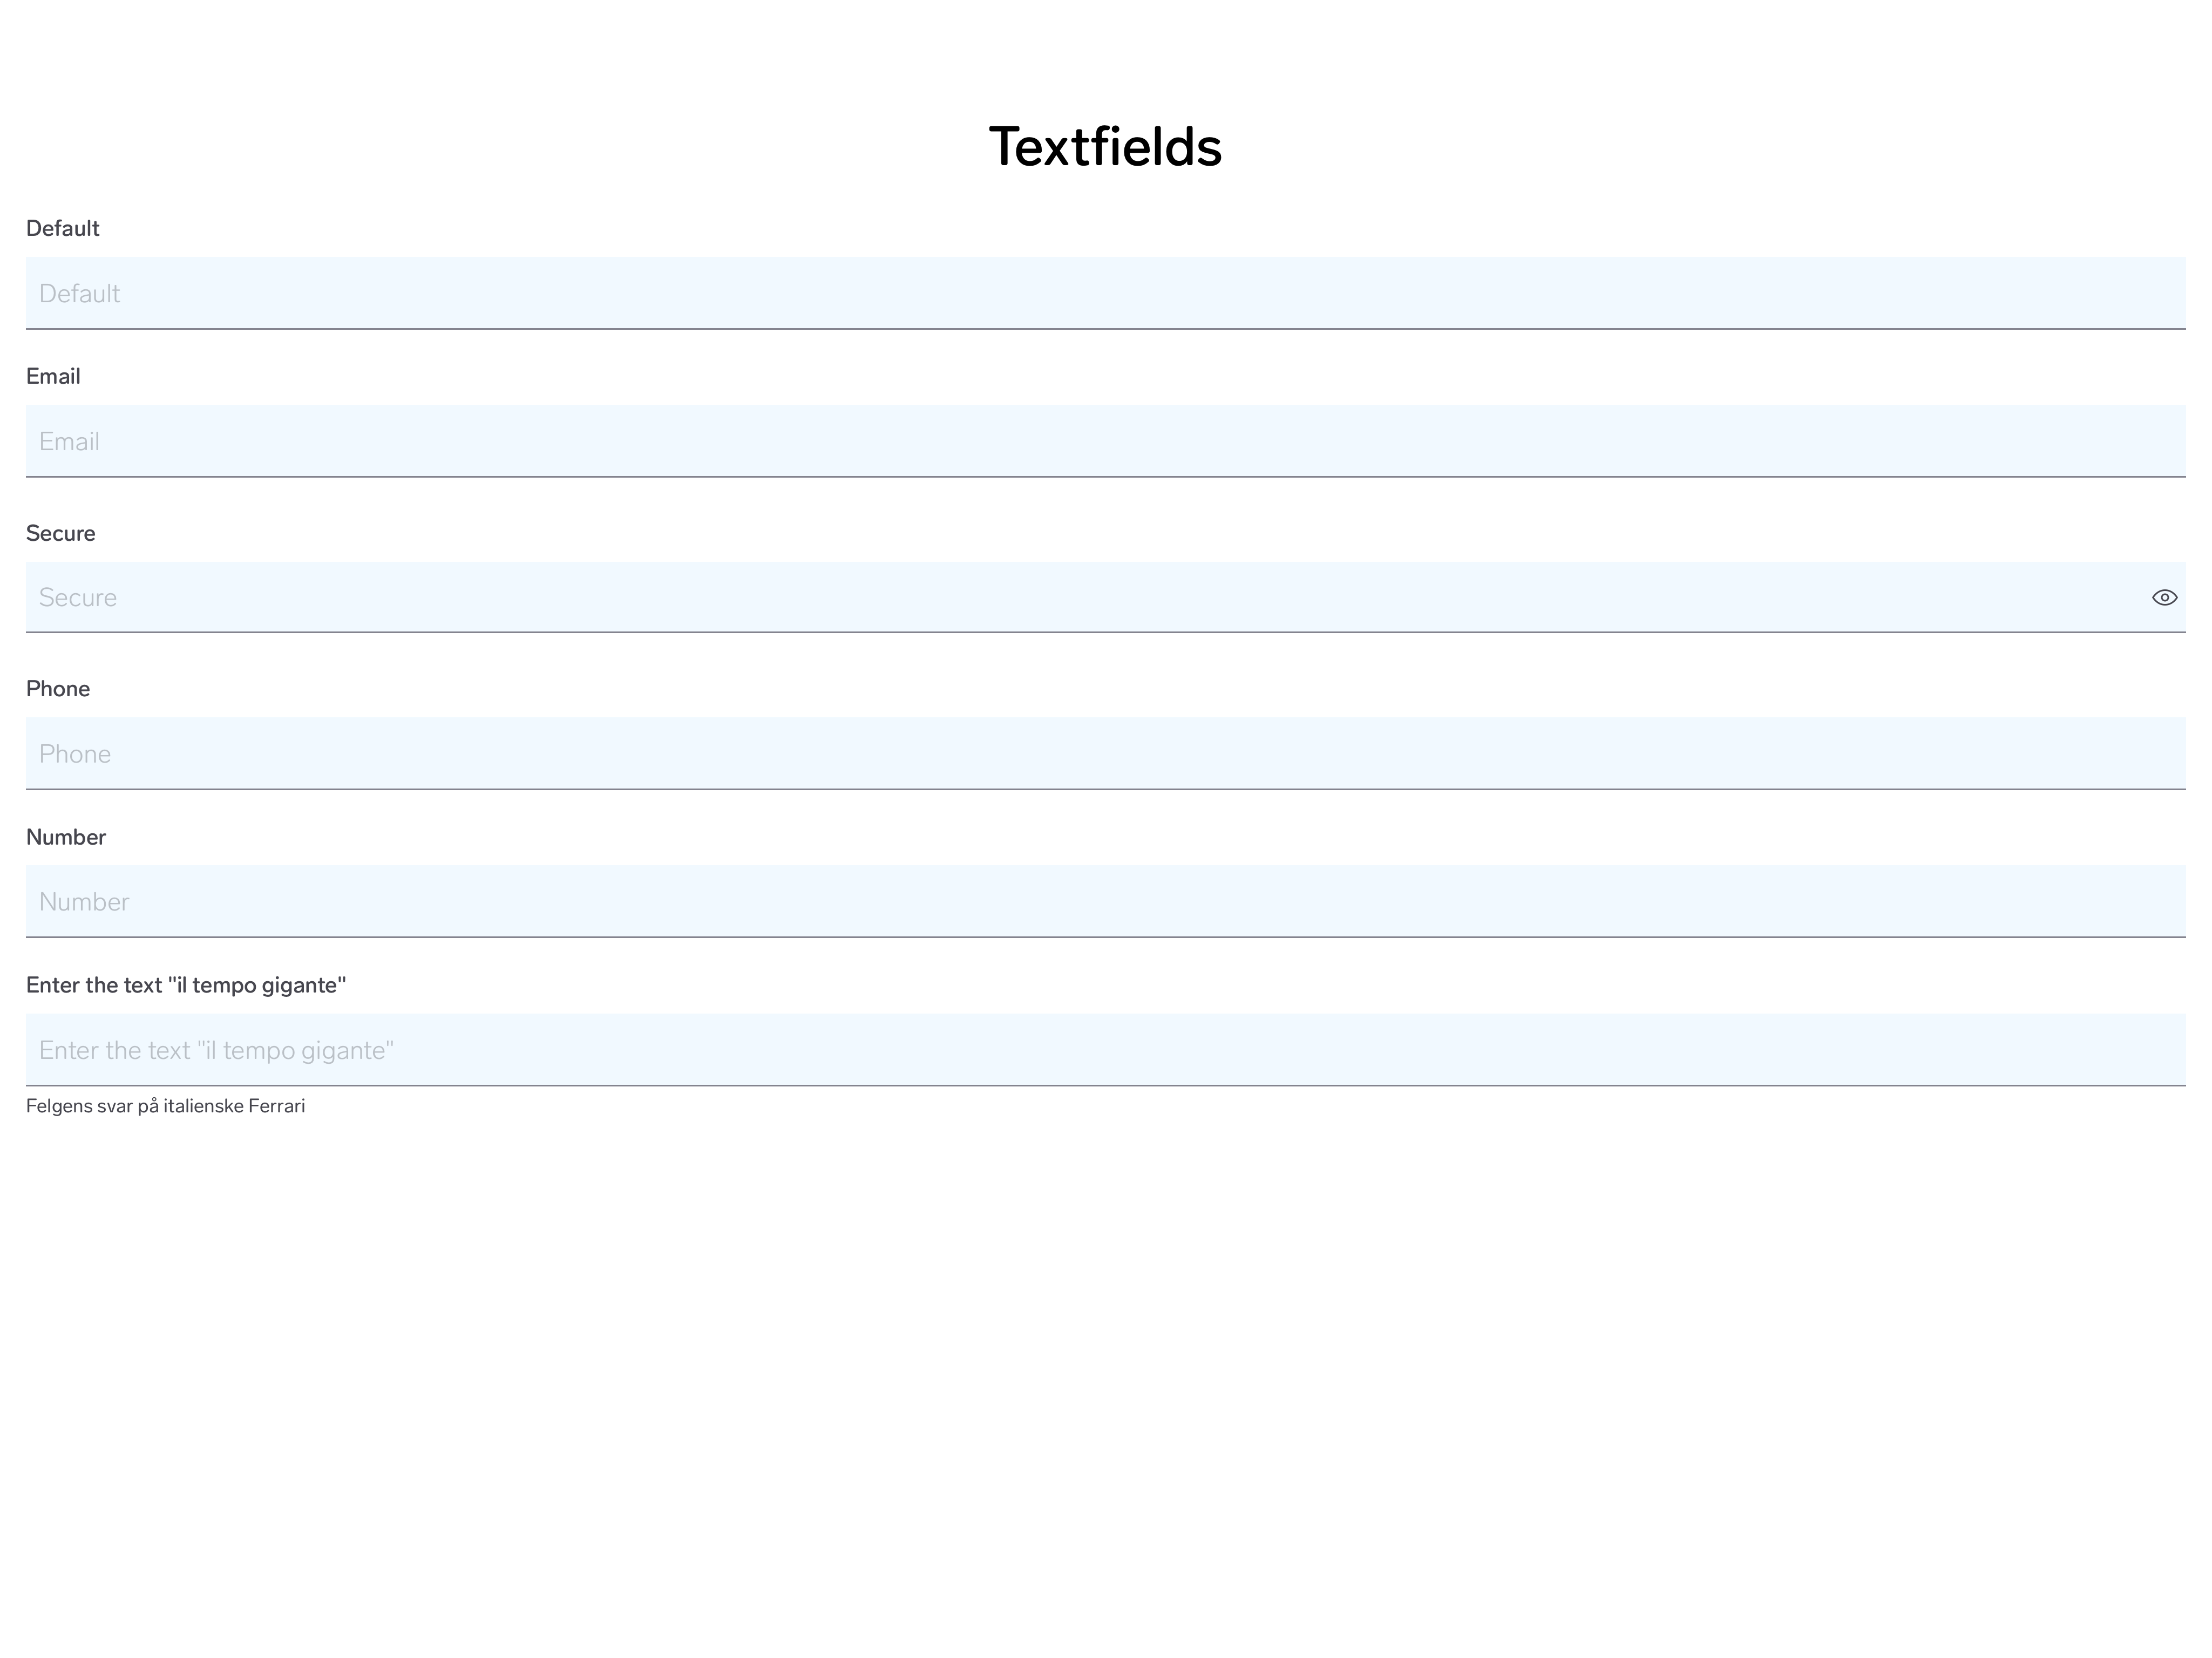 Textfields
Default
Default
Email
Email
Secure
Secure
Phone
Phone
Number
Number
Enter the text "il tempo gigante"
Enter the text "il tempo gigante"
Felgens svar på italienske Ferrari